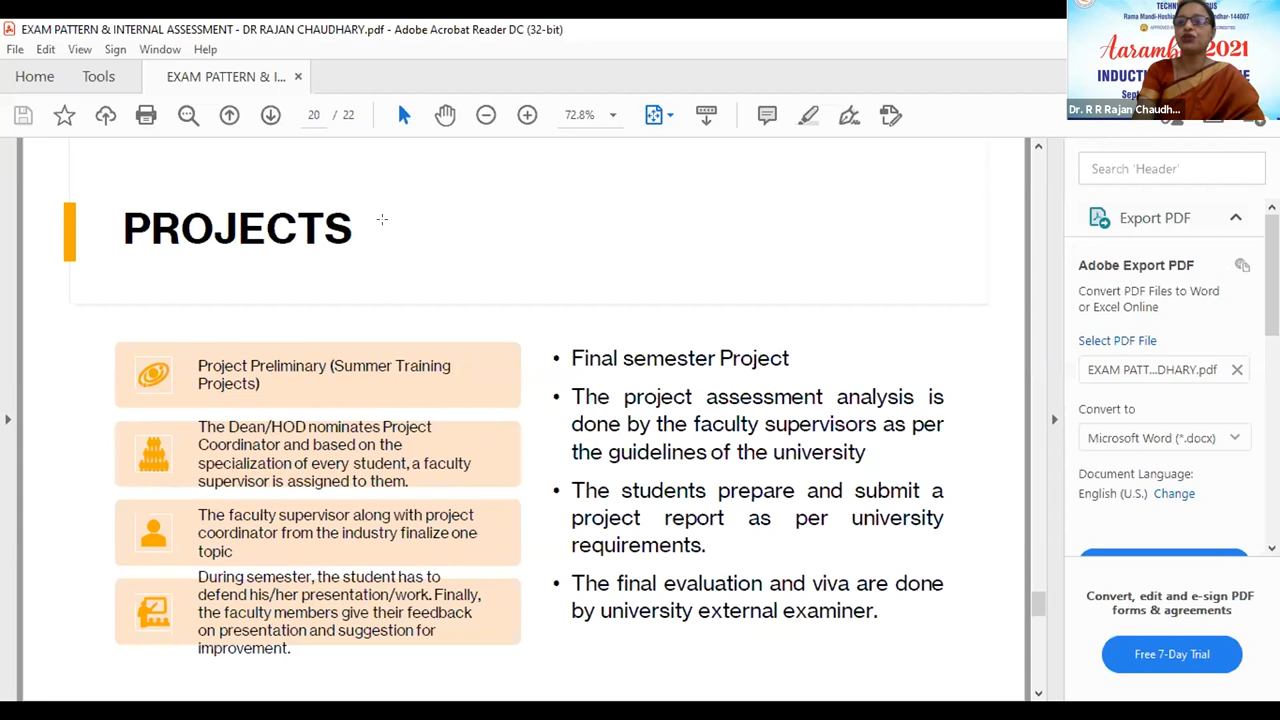 EXAM PATTERN & INTERNAL ASSESSMENT - DR RAJAN CHAUDHARY.pdf - Adobe Acrobat Reader DC (32-bit)
File Edit View Sign Window Help
Home Tools EXAM PATTERN & I... ×
20 / 22 72.8%
Rama Mandi-Hoshia
ndhar-144007
2021
INDUCT
Dr. R R Rajan Chaudh...
PROJECTS
Project Preliminary (Summer Training
Projects)
The Dean/HOD nominates Project
Coordinator and based on the
specialization of every student, a faculty
supervisor is assigned to them.
The faculty supervisor along with project
coordinator from the industry finalize one
topic
During semester, the student has to
defend his/her presentation/work. Finally,
the faculty members give their feedback
on presentation and suggestion for
improvement.
• Final semester Project
• The project assessment analysis is
done by the faculty supervisors as per
the guidelines of the university
• The students prepare and submit a
project report as per university
requirements.
• The final evaluation and viva are done
by university external examiner.
Search 'Header'
Export PDF
Adobe Export PDF
Convert PDF Files to Word
or Excel Online
Select PDF File
EXAM PATT...DHARY.pdf
Convert to
Microsoft Word (*.docx)
Document Language:
English (U.S.) Change
Convert, edit and e-sign PDF
forms & agreements
Free 7-Day Trial